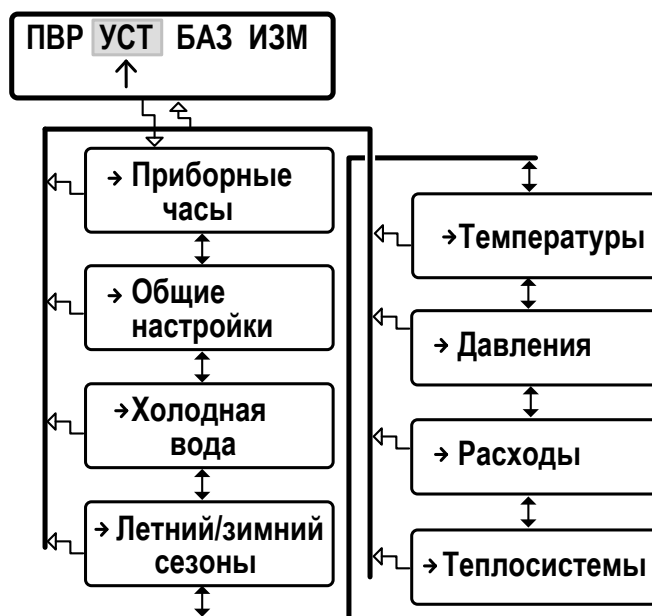 ПВР УСТ БАЗ ИЗМ
Приборные
часы
Общие
настройки
Холодная
вода
Летний/зимний
сезоны
Температуры
Давления
Расходы
Теплосистемы